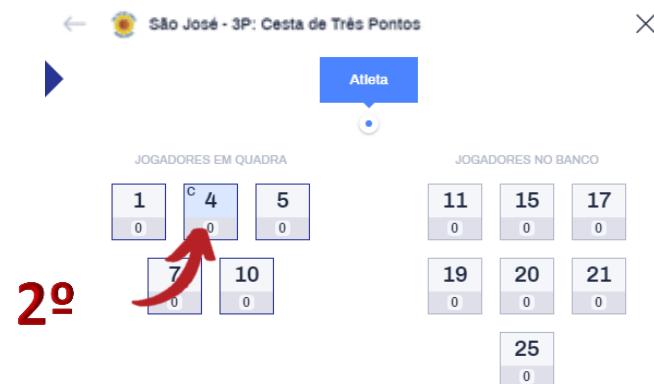 São José - 3P: Cesta de Três Pontos
Atleta
JOGADORES EM QUADRA
JOGADORES NO BANCO
1 C 4 5
0 0 0
11 15 17
0 0 0
7 10
0 0
19 20 21
0 0 0
2º
25
0